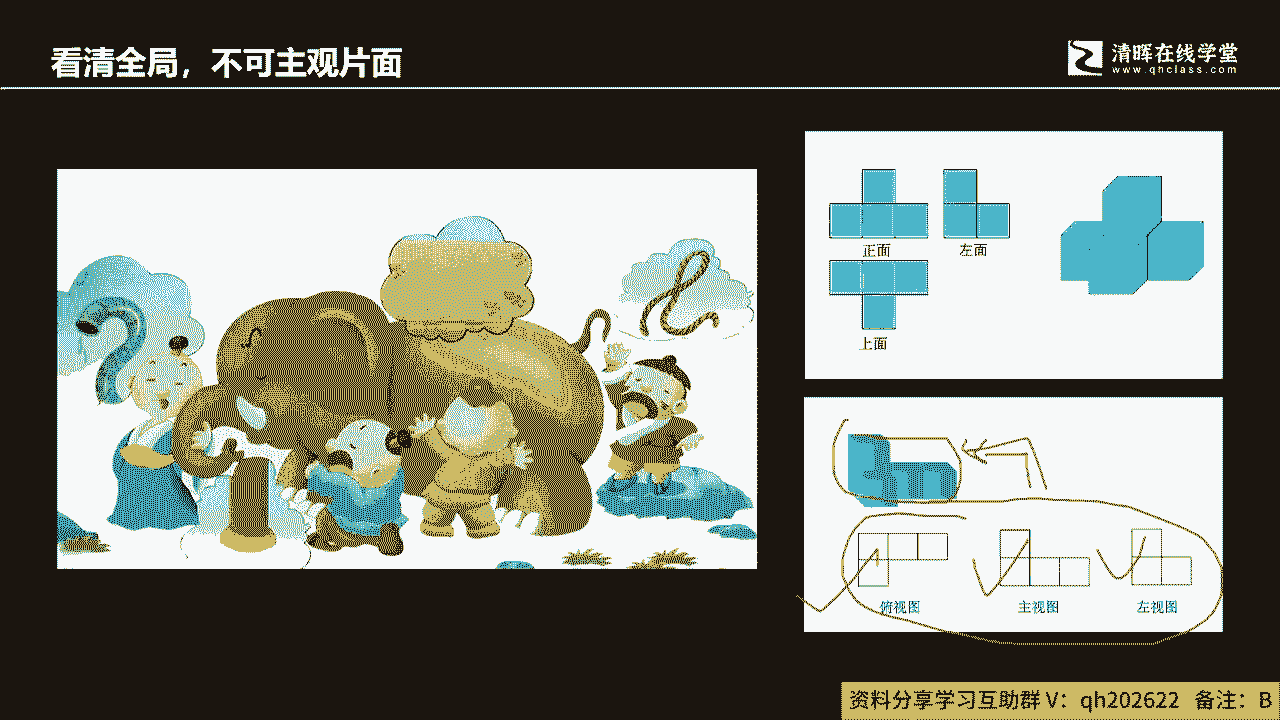 看清全局，不可主观片面
清晖在线学堂
www.qhclass.com
正面
左面
上面
俯视图
主视图
左视图
资料分享学习互助群 V：qh202622 备注：B